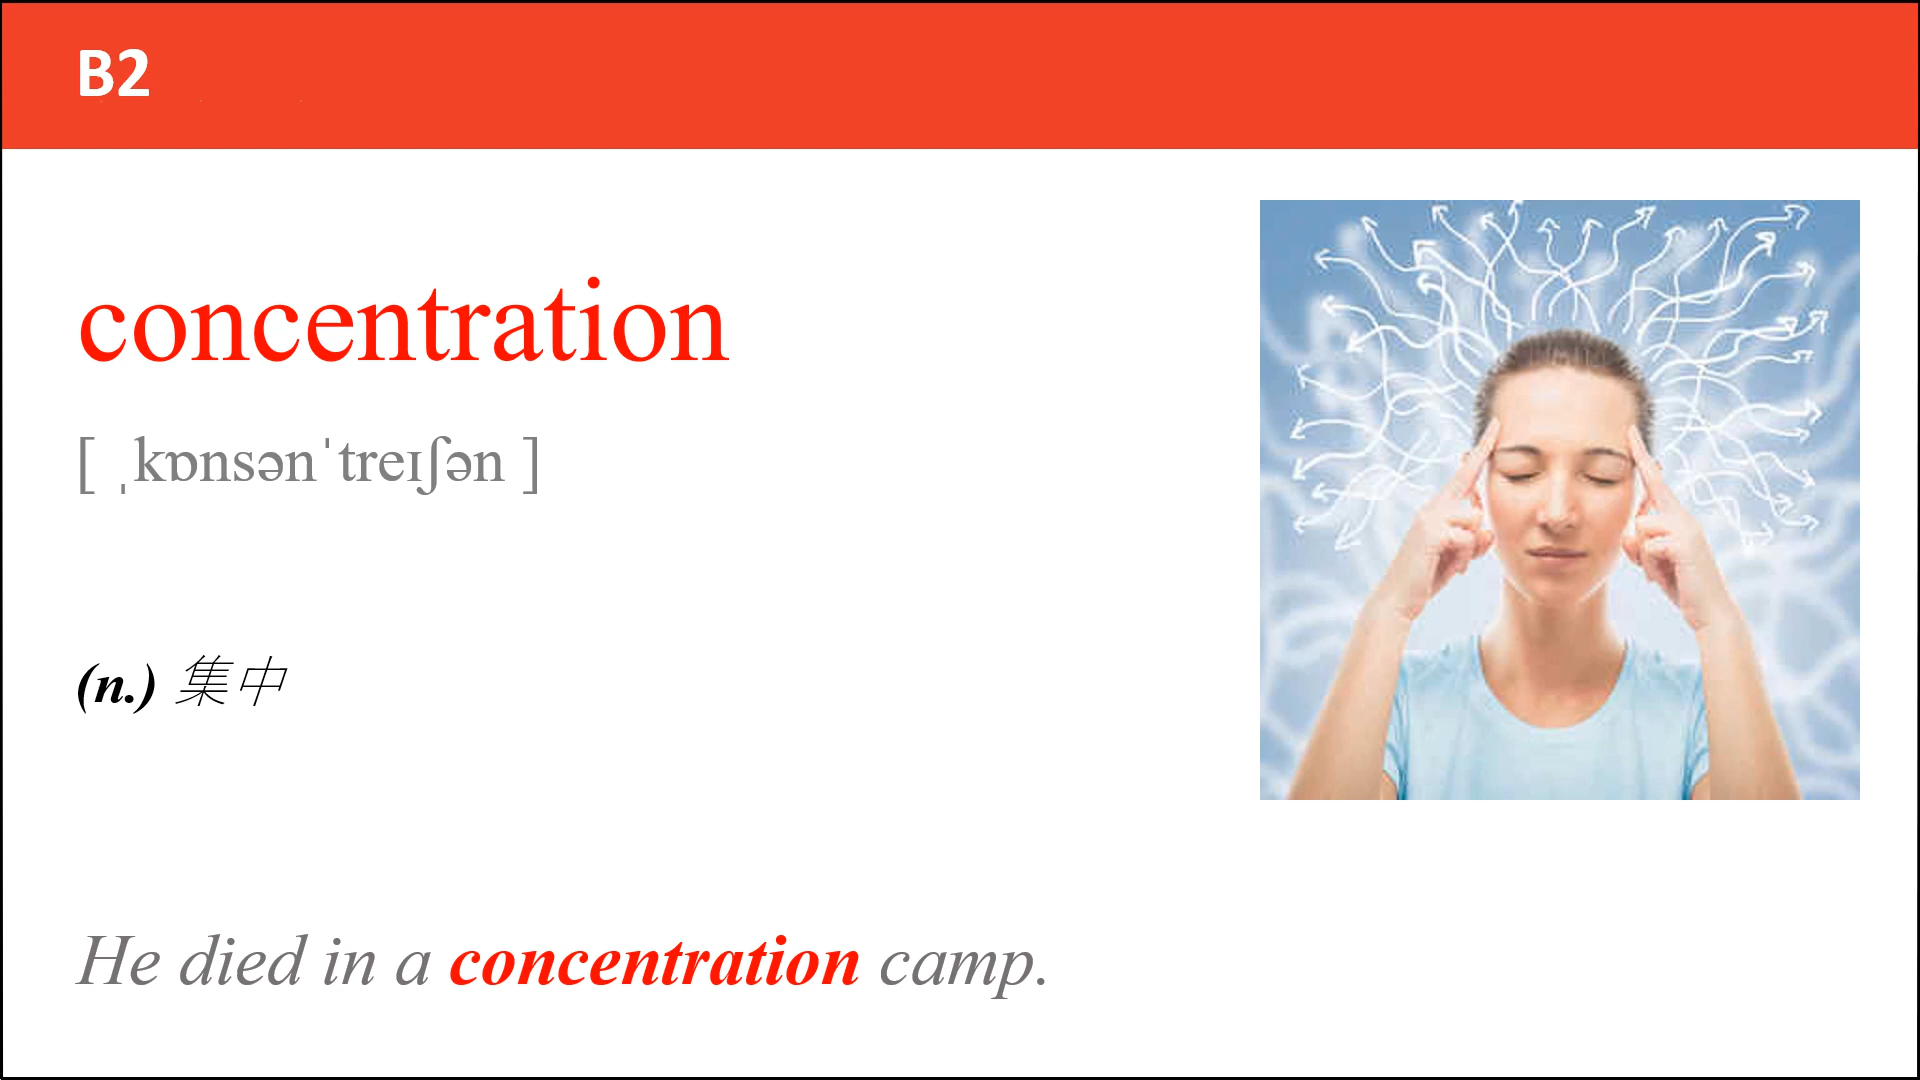 B2
concentration
[ ˌkɒnsənˈtreɪʃən ]
(n.) 集中
He died in a concentration camp.